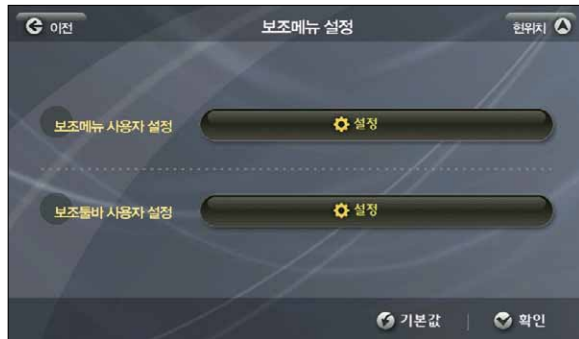 이전
보조메뉴 설정
현위치
보조메뉴 사용자 설정
설정
보조툴바 사용자 설정
설정
기본값
확인